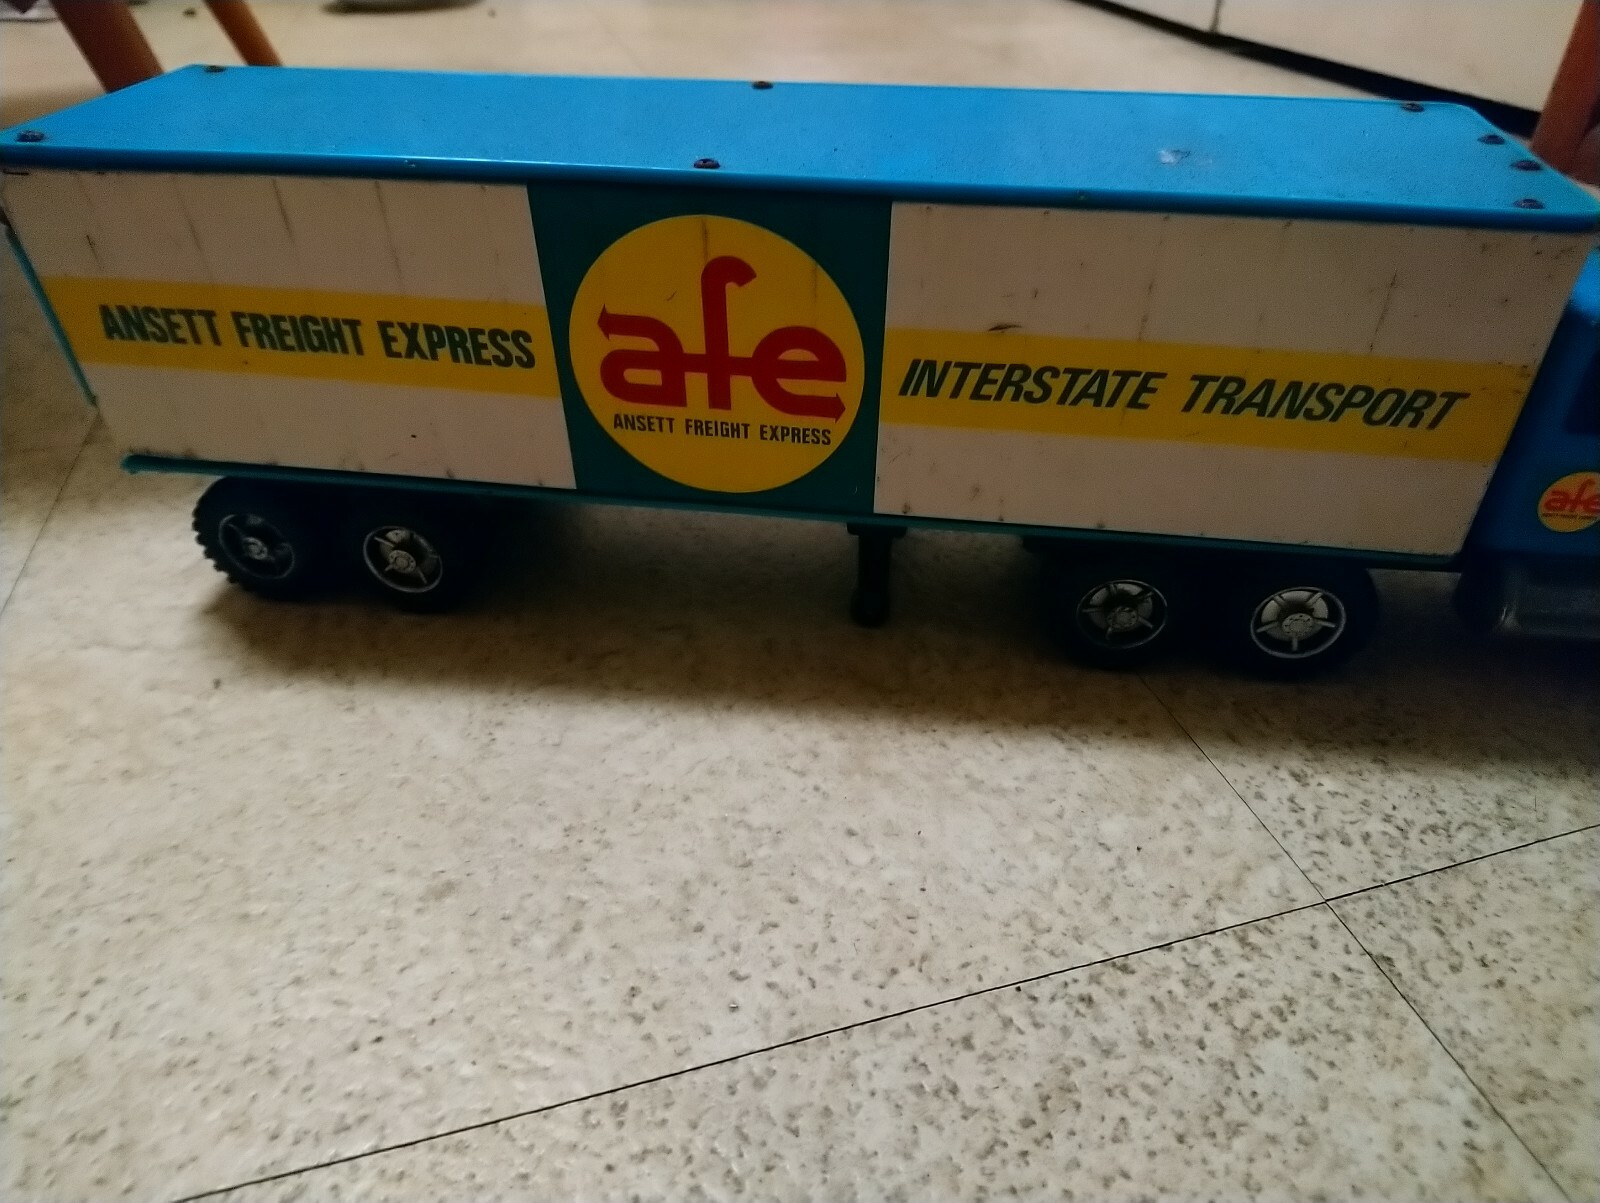 ANSETT FREIGHT EXPRESS
afe
ANSETT FREIGHT EXPRESS
INTERSTATE TRANSPORT
afe